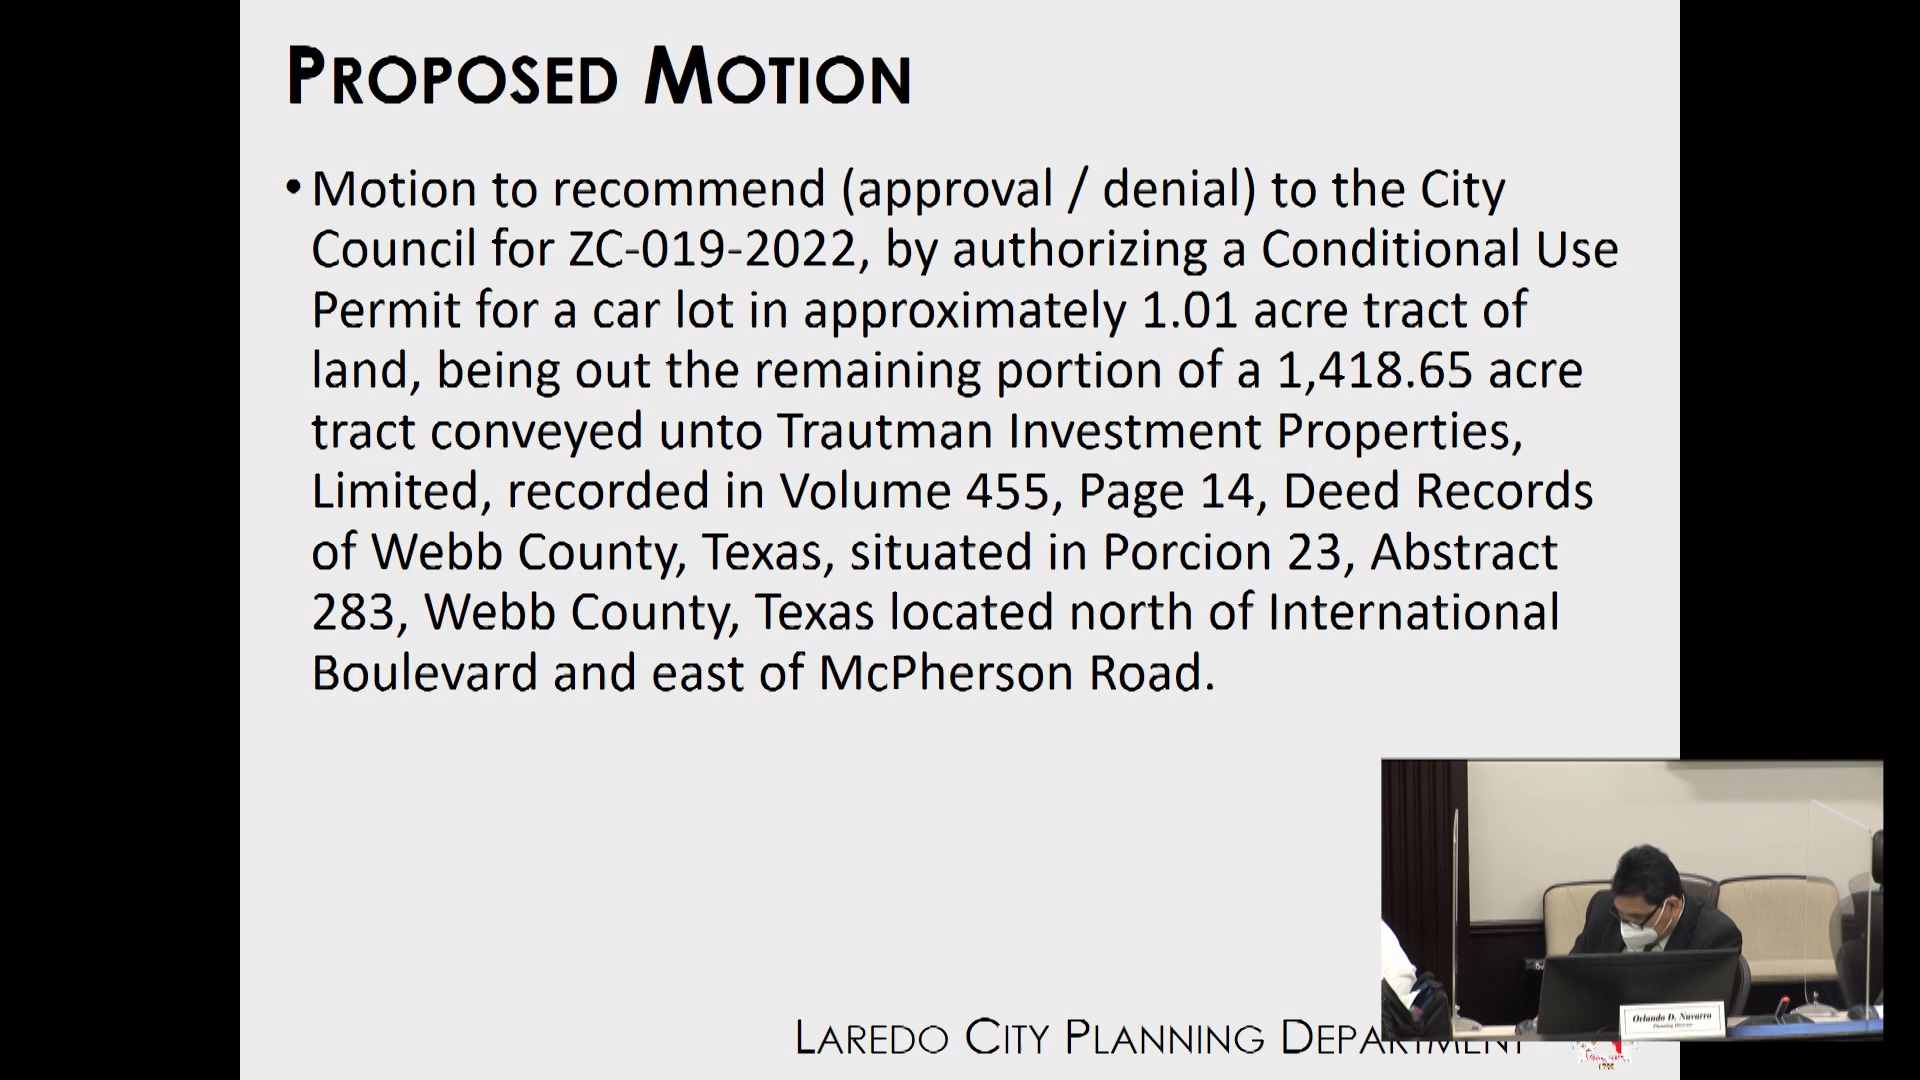 PROPOSED MOTION
• Motion to recommend (approval / denial) to the City
Council for ZC-019-2022, by authorizing a Conditional Use
Permit for a car lot in approximately 1.01 acre tract of
land, being out the remaining portion of a 1,418.65 acre
tract conveyed unto Trautman Investment Properties,
Limited, recorded in Volume 455, Page 14, Deed Records
of Webb County, Texas, situated in Porcion 23, Abstract
283, Webb County, Texas located north of International
Boulevard and east of McPherson Road.
Orlando D. Navarro
Planning Director
LAREDO CITY PLANNING DEPARTMENT